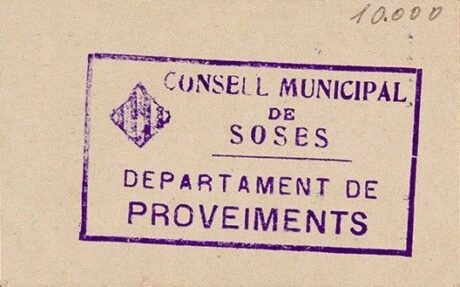 10.000
CONSELL MUNICIPAL
DE
SOSES
DEPARTAMENT DE
PROVEIMENTS